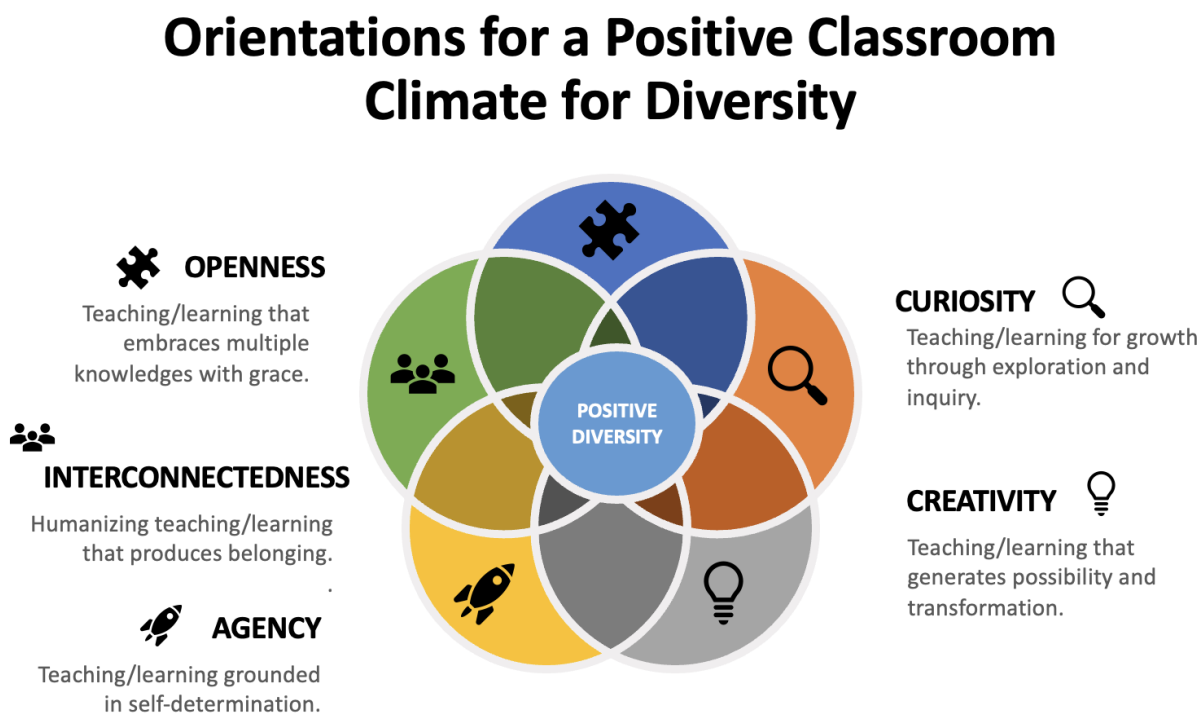 Orientations for a Positive Classroom
Climate for Diversity
OPENNESS
Teaching/learning that
embraces multiple
knowledges with grace.
INTERCONNECTEDNESS
Humanizing teaching/learning
that produces belonging.
.
AGENCY
Teaching/learning grounded
in self-determination.
POSITIVE
DIVERSITY
CURIOSITY
Teaching/learning for growth
through exploration and
inquiry.
CREATIVITY
Teaching/learning that
generates possibility and
transformation.